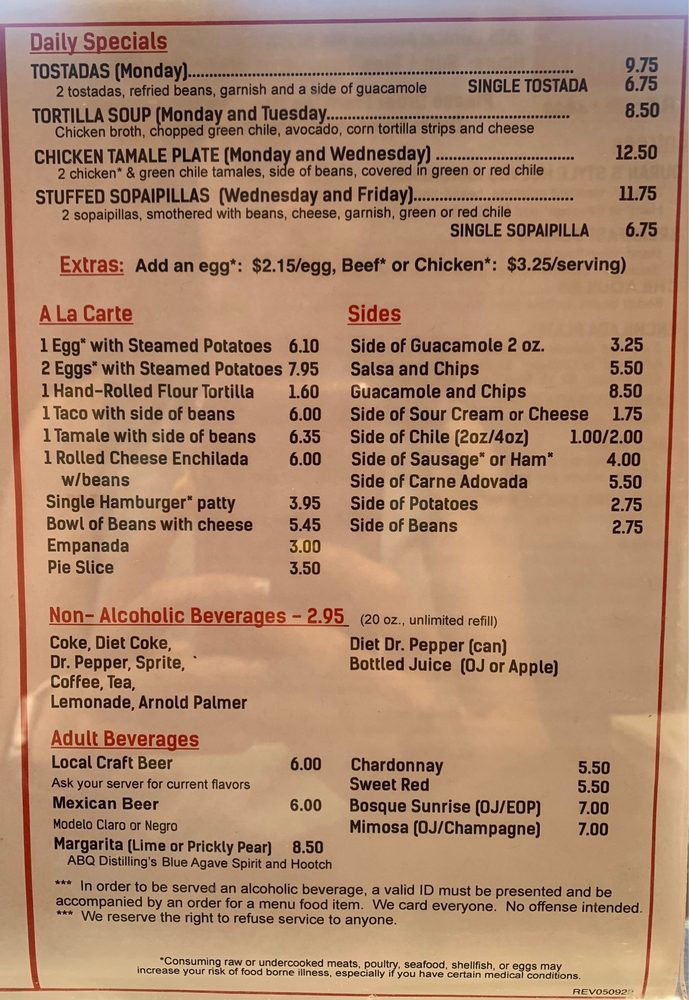 Daily Specials
TOSTADAS (Monday)........................................................................ 9.75
2 tostadas, refried beans, garnish and a side of guacamole SINGLE TOSTADA 6.75
TORTILLA SOUP (Monday and Tuesday............................................. 8.50
Chicken broth, chopped green chile, avocado, corn tortilla strips and cheese
CHICKEN TAMALE PLATE (Monday and Wednesday) .......................... 12.50
2 chicken* & green chile tamales, side of beans, covered in green or red chile
STUFFED SOPAIPILLAS (Wednesday and Friday)............................... 11.75
2 sopaipillas, smothered with beans, cheese, garnish, green or red chile
SINGLE SOPAIPILLA 6.75
Extras: Add an egg*: $2.15/egg, Beef* or Chicken*: $3.25/serving)
A La Carte
1 Egg* with Steamed Potatoes 6.10
2 Eggs* with Steamed Potatoes 7.95
1 Hand-Rolled Flour Tortilla 1.60
1 Taco with side of beans 6.00
1 Tamale with side of beans 6.35
1 Rolled Cheese Enchilada 6.00
w/beans
Single Hamburger* patty 3.95
Bowl of Beans with cheese 5.45
Empanada 3.00
Pie Slice 3.50
Sides
Side of Guacamole 2 oz. 3.25
Salsa and Chips 5.50
Guacamole and Chips 8.50
Side of Sour Cream or Cheese 1.75
Side of Chile (2oz/4oz) 1.00/2.00
Side of Sausage* or Ham* 4.00
Side of Carne Adovada 5.50
Side of Potatoes 2.75
Side of Beans 2.75
Non- Alcoholic Beverages - 2.95 (20 oz., unlimited refill)
Coke, Diet Coke,
Dr. Pepper, Sprite,
Coffee, Tea,
Lemonade, Arnold Palmer
Diet Dr. Pepper (can)
Bottled Juice (OJ or Apple)
Adult Beverages
Local Craft Beer 6.00
Ask your server for current flavors
Mexican Beer 6.00
Modelo Claro or Negro
Margarita (Lime or Prickly Pear) 8.50
ABQ Distilling's Blue Agave Spirit and Hootch
Chardonnay 5.50
Sweet Red 5.50
Bosque Sunrise (OJ/EOP) 7.00
Mimosa (OJ/Champagne) 7.00
*** In order to be served an alcoholic beverage, a valid ID must be presented and be
accompanied by an order for a menu food item. We card everyone. No offense intended.
*** We reserve the right to refuse service to anyone.
*Consuming raw or undercooked meats, poultry, seafood, shellfish, or eggs may
increase your risk of food borne illness, especially if you have certain medical conditions.